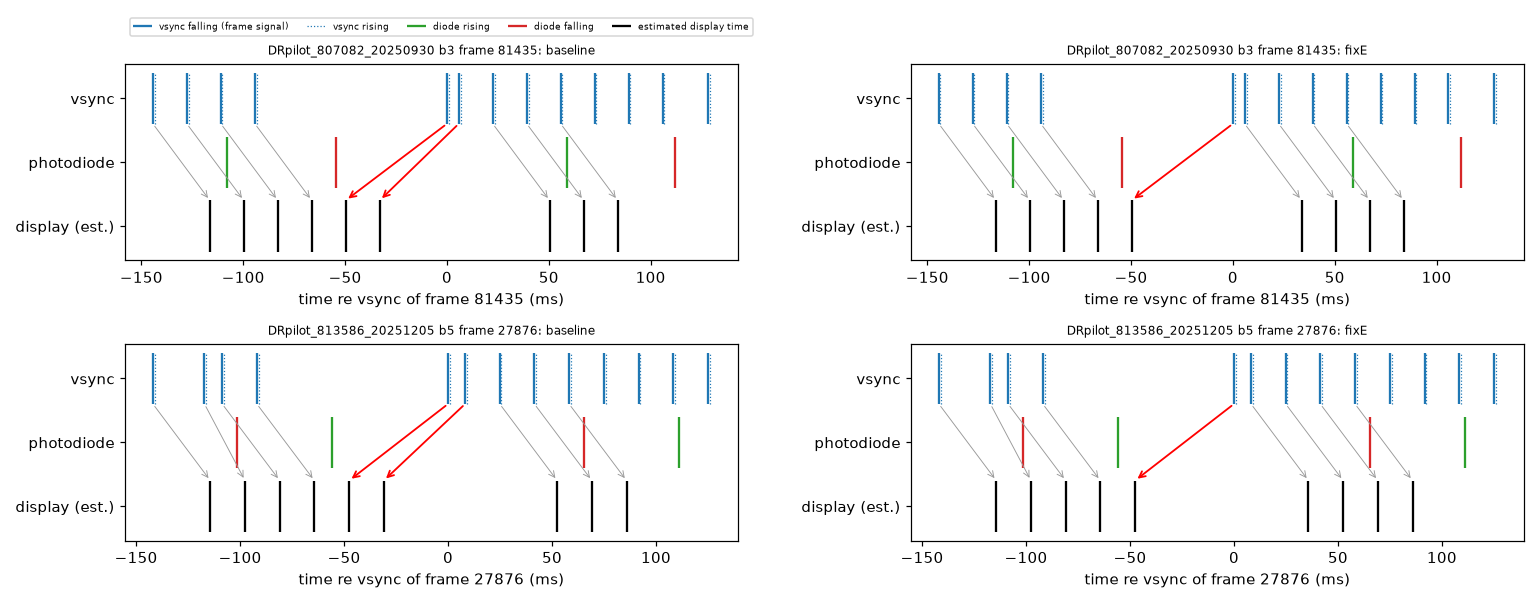 vsync falling (frame signal) vsync rising diode rising diode falling estimated display time
DRpilot_807082_20250930 b3 frame 81435: baseline
vsync
photodiode
display (est.)
−150 −100 −50 0 50 100
time re vsync of frame 81435 (ms)
DRpilot_807082_20250930 b3 frame 81435: fixE
vsync
photodiode
display (est.)
−150 −100 −50 0 50 100
time re vsync of frame 81435 (ms)
DRpilot_813586_20251205 b5 frame 27876: baseline
vsync
photodiode
display (est.)
−150 −100 −50 0 50 100
time re vsync of frame 27876 (ms)
DRpilot_813586_20251205 b5 frame 27876: fixE
vsync
photodiode
display (est.)
−150 −100 −50 0 50 100
time re vsync of frame 27876 (ms)